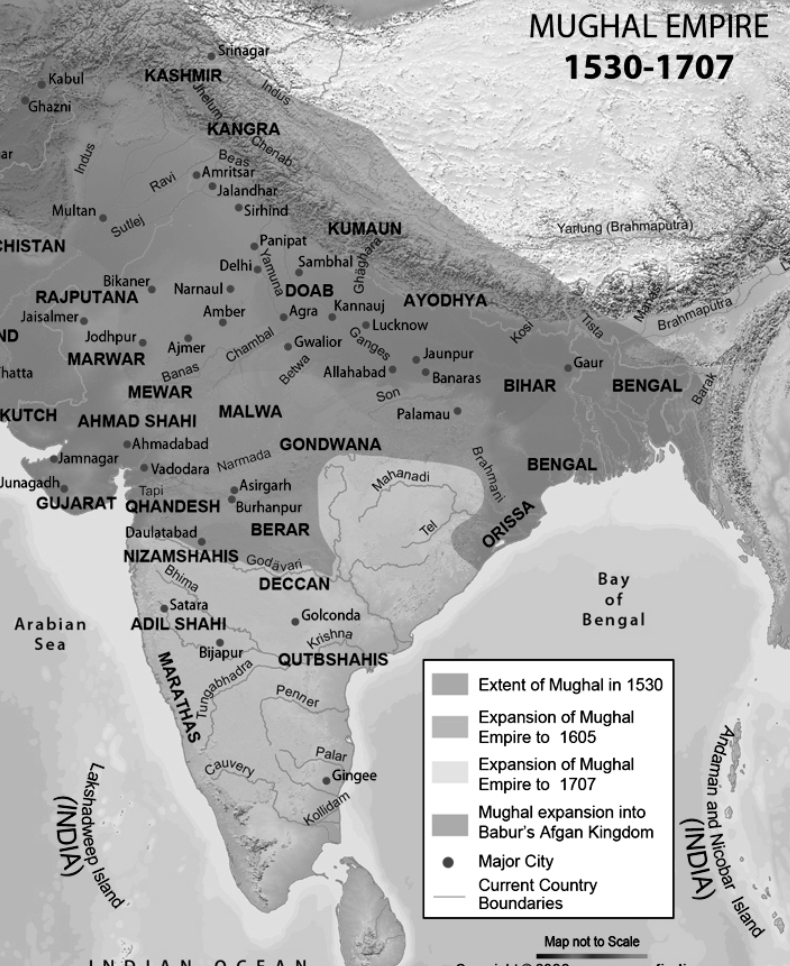 MUGHAL EMPIRE
1530-1707
Srinagar
KASHMIR
Kabul
Ghazni
Jhelum
Indus
KANGRA
Chenab
Beas
Amritsar
Ravi
Indus
ar
Jalandhar
Sirhind
Multan
Sutlej
KUMAUN
Yarlung (Brahmaputra)
CHISTAN
Panipat
Delhi
Yamuna
Sambhal
Ghaghara
Bikaner
Narnaul
DOAB
AYODHYA
RAJPUTANA
Jaisalmer
Amber
Agra
Kannauj
Lucknow
Kosi
Tista
Brahmaputra
ND
Jodhpur
Ajmer
Chambal
Gwalior
Ganges
MARWAR
Jaunpur
Gaur
hatta
Banas
Betwa
Allahabad
Banaras
BIHAR
BENGAL
Barak
MEWAR
Son
KUTCH
AHMAD SHAHI
MALWA
Palamau
Ahmadabad
GONDWANA
Jamnagar
Vadodara
Narmada
Brahmani
BENGAL
Junagadh
Tapi
Asirgarh
Mahanadi
GUJARAT
QHANDESH
Burhanpur
BERAR
Tel
ORISSA
Daulatabad
NIZAMSHAHIS
Godavari
Bhima
DECCAN
Bay
of
Bengal
Arabian
Sea
Satara
ADIL SHAHI
Golconda
Krishna
Bijapur
QUTBSHAHIS
MARATHAS
Tungabhadra
Penner
Palar
Cauvery
Gingee
Kollidam
Lakshadweep Island
(INDIA)
Andaman and Nicobar Island
(INDIA)
Extent of Mughal in 1530
Expansion of Mughal
Empire to 1605
Expansion of Mughal
Empire to 1707
Mughal expansion into
Babur's Afgan Kingdom
Major City
Current Country
Boundaries
Map not to Scale
INDIAN OCEAN